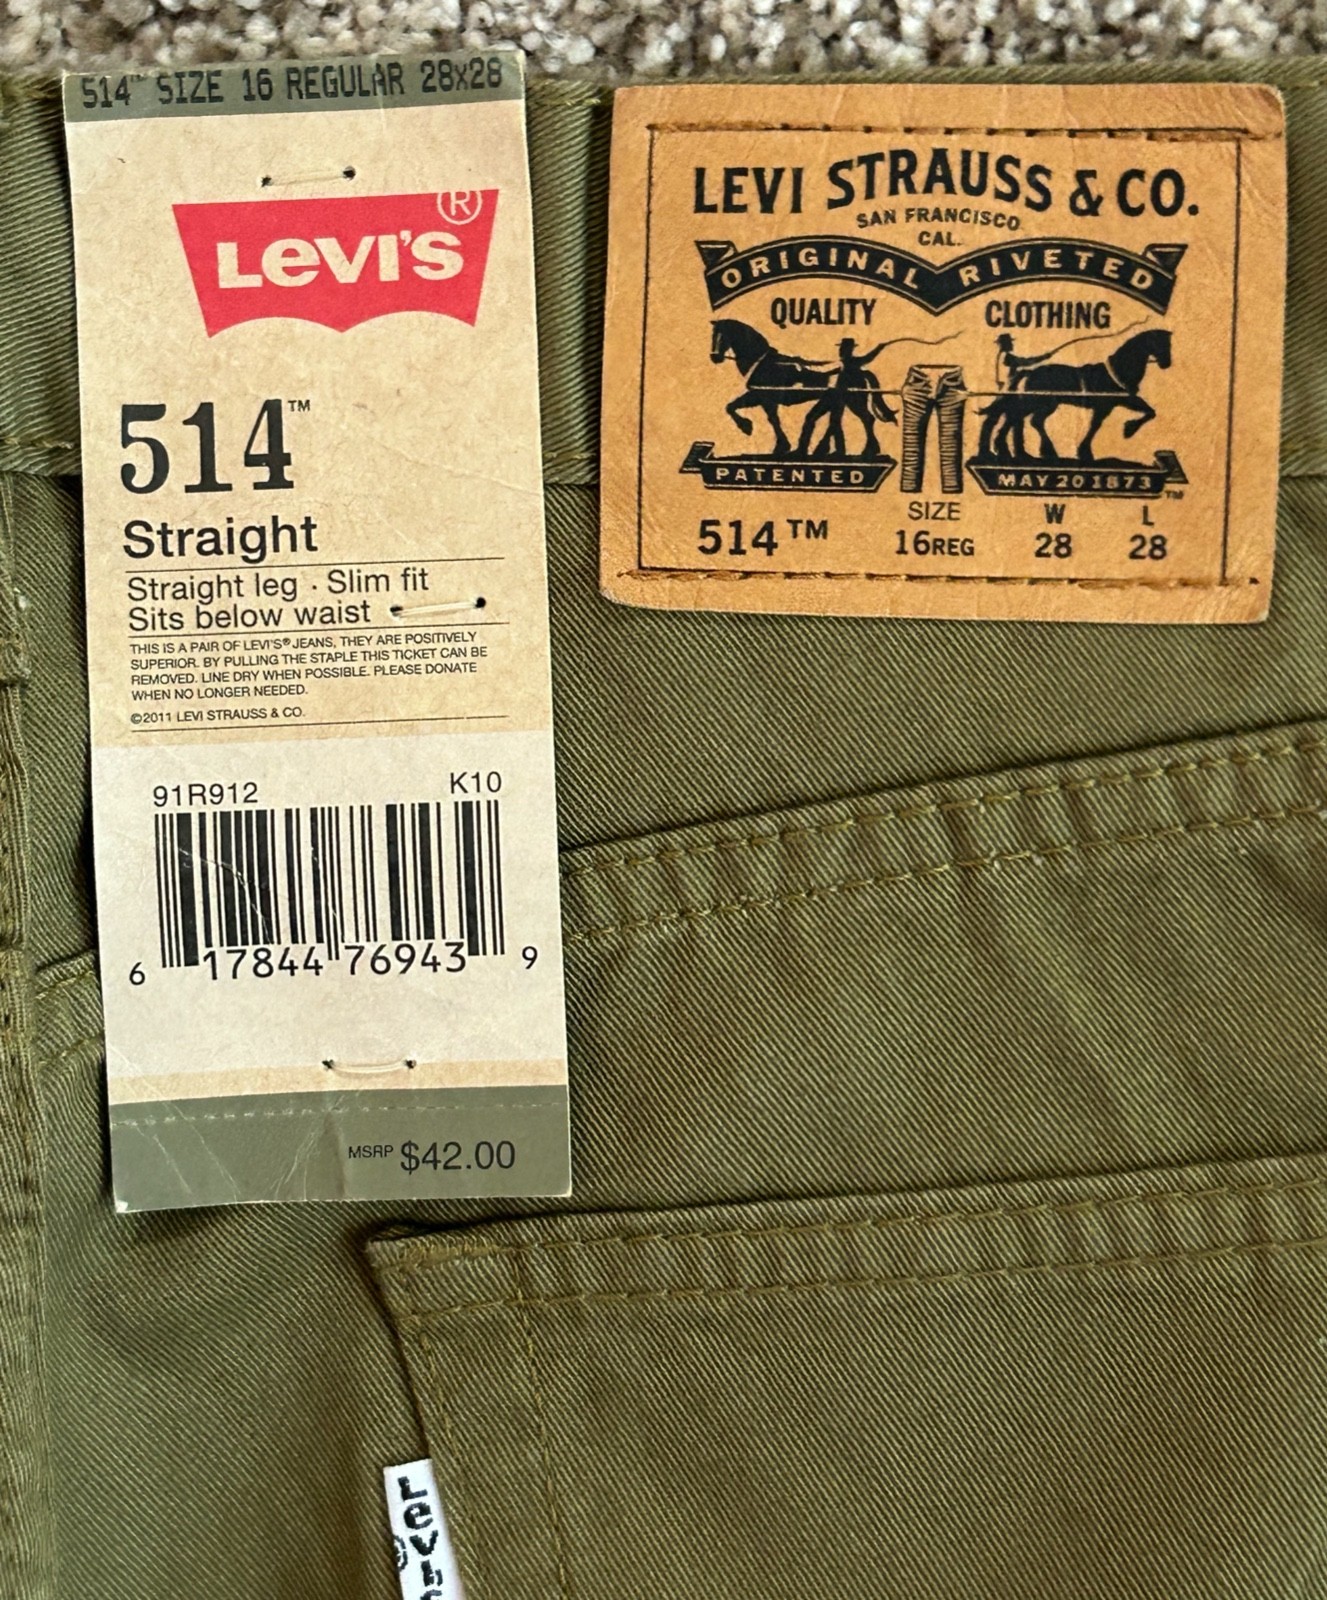 514™ SIZE 16 REGULAR 28x28
Levi's®
514™
Straight
Straight leg · Slim fit
Sits below waist
THIS IS A PAIR OF LEVI'S® JEANS, THEY ARE POSITIVELY
SUPERIOR. BY PULLING THE STAPLE THIS TICKET CAN BE
REMOVED. LINE DRY WHEN POSSIBLE. PLEASE DONATE
WHEN NO LONGER NEEDED.
©2011 LEVI STRAUSS & CO.
91R912 K10
6 17844 76943 9
MSRP $42.00
LEVI STRAUSS & CO.
SAN FRANCISCO
CAL.
ORIGINAL RIVETED
QUALITY CLOTHING
PATENTED MAY 20 1873 ™
SIZE W L
514™ 16REG 28 28
Levi's